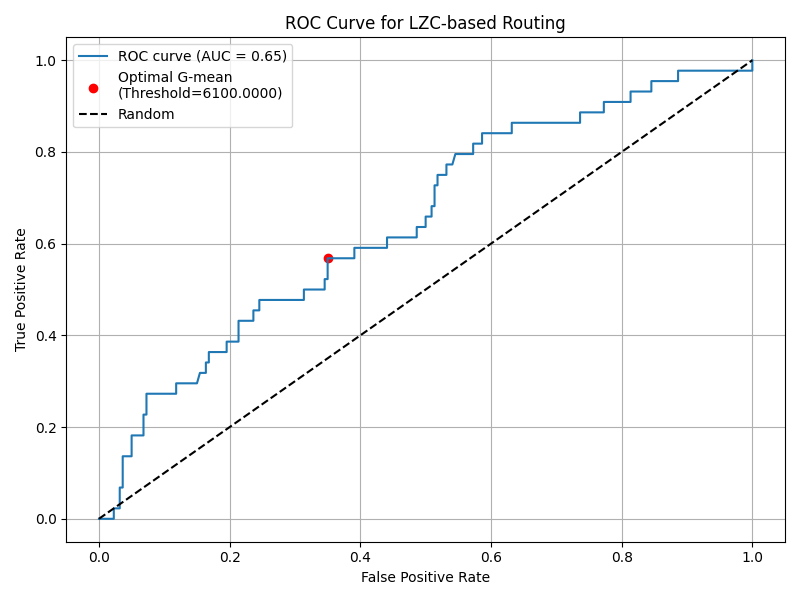 ROC Curve for LZC-based Routing
ROC curve (AUC = 0.65)
Optimal G-mean
(Threshold=6100.0000)
Random
True Positive Rate
1.0
0.8
0.6
0.4
0.2
0.0
0.0 0.2 0.4 0.6 0.8 1.0
False Positive Rate